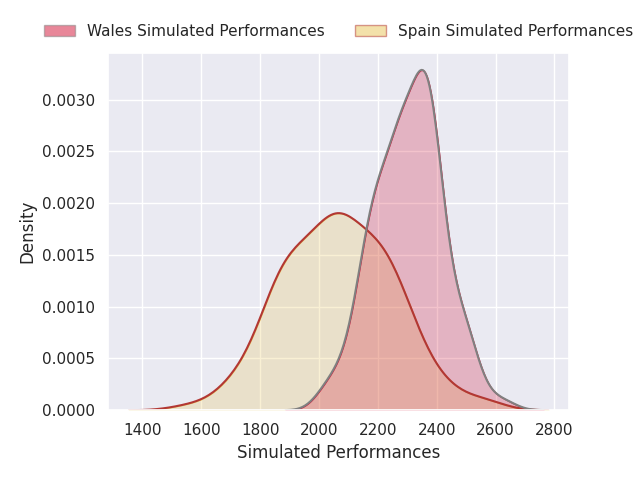 Wales Simulated Performances
Spain Simulated Performances
Density
0.0030
0.0025
0.0020
0.0015
0.0010
0.0005
0.0000
1400 1600 1800 2000 2200 2400 2600 2800
Simulated Performances